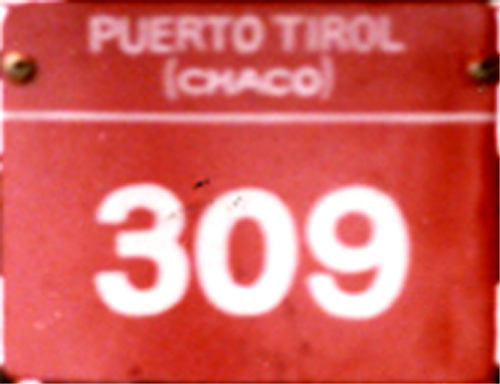 PUERTO TIROL
(CHACO)
309